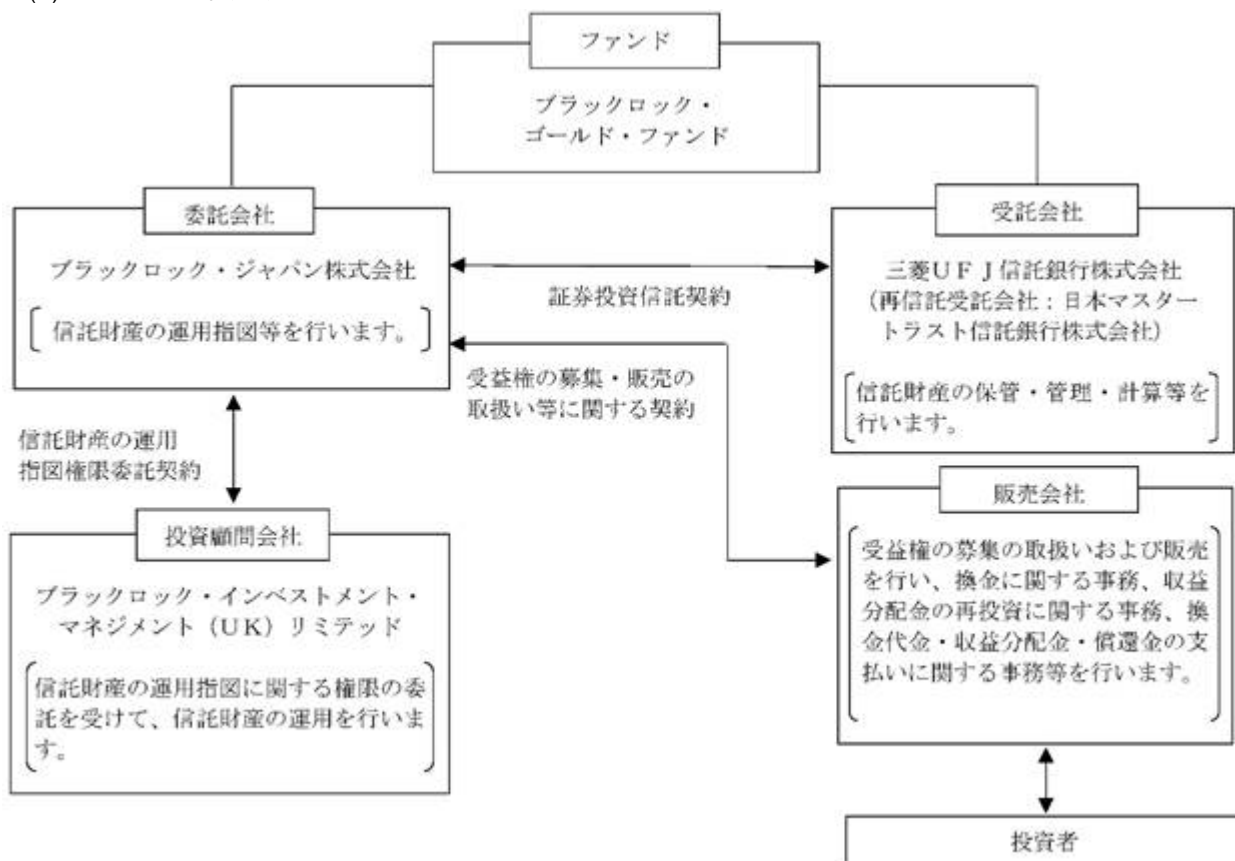 ファンド
ブラックロック・
ゴールド・ファンド
委託会社
ブラックロック・ジャパン株式会社
信託財産の運用指図等を行います。
証券投資信託契約
受益権の募集・販売の
取扱い等に関する契約
受託会社
三菱UFJ信託銀行株式会社
(再信託受託会社:日本マスター
トラスト信託銀行株式会社)
信託財産の保管・管理・計算等を
行います。
信託財産の運用
指図権限委託契約
投資顧問会社
ブラックロック・インベストメント・
マネジメント(UK)リミテッド
信託財産の運用指図に関する権限の委
託を受けて、信託財産の運用を行いま
す。
販売会社
受益権の募集の取扱いおよび販売
を行い、換金に関する事務、収益
分配金の再投資に関する事務、換
金代金・収益分配金・償還金の支
払いに関する事務等を行います。
投資者